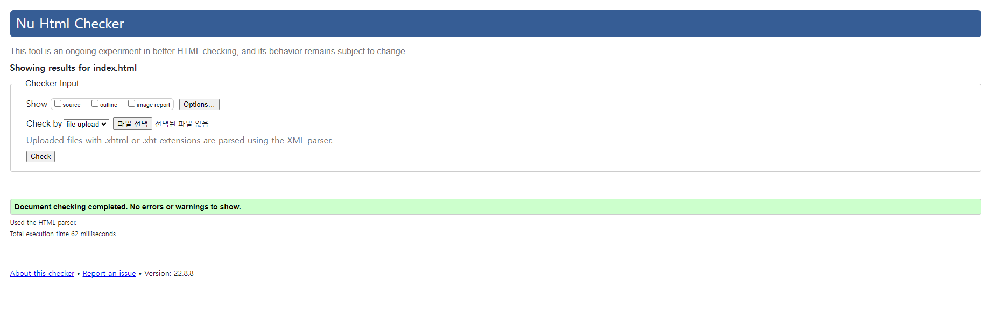 Nu Html Checker
This tool is an ongoing experiment in better HTML checking, and its behavior remains subject to change
Showing results for index.html
Checker Input
Show source outline image report Options...
Check by file upload 파일 선택 선택된 파일 없음
Uploaded files with .xhtml or .xht extensions are parsed using the XML parser.
Check
Document checking completed. No errors or warnings to show.
Used the HTML parser.
Total execution time 62 milliseconds.
About this checker • Report an issue • Version: 22.8.8